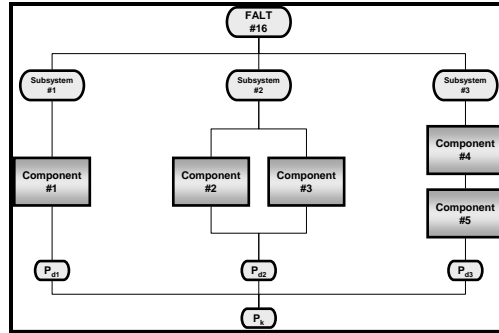 FALT
#16
Subsystem
#1
Subsystem
#2
Subsystem
#3
Component
#4
Component
#1
Component
#2
Component
#3
Component
#5
Pd1
Pd2
Pd3
Pk